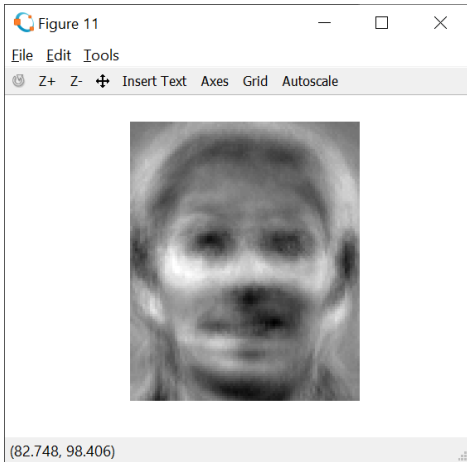 Figure 11
File Edit Tools
Z+ Z- Insert Text Axes Grid Autoscale
(82.748, 98.406)